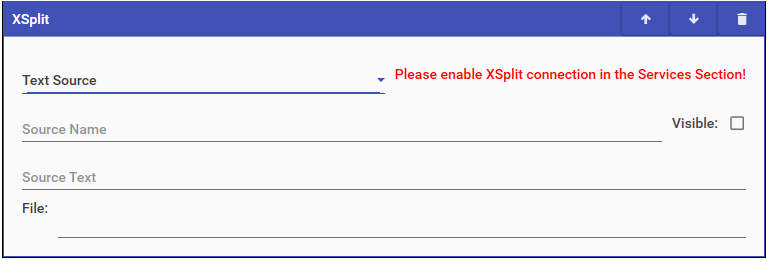 XSplit
Text Source
Please enable XSplit connection in the Services Section!
Source Name
Visible:
Source Text
File: